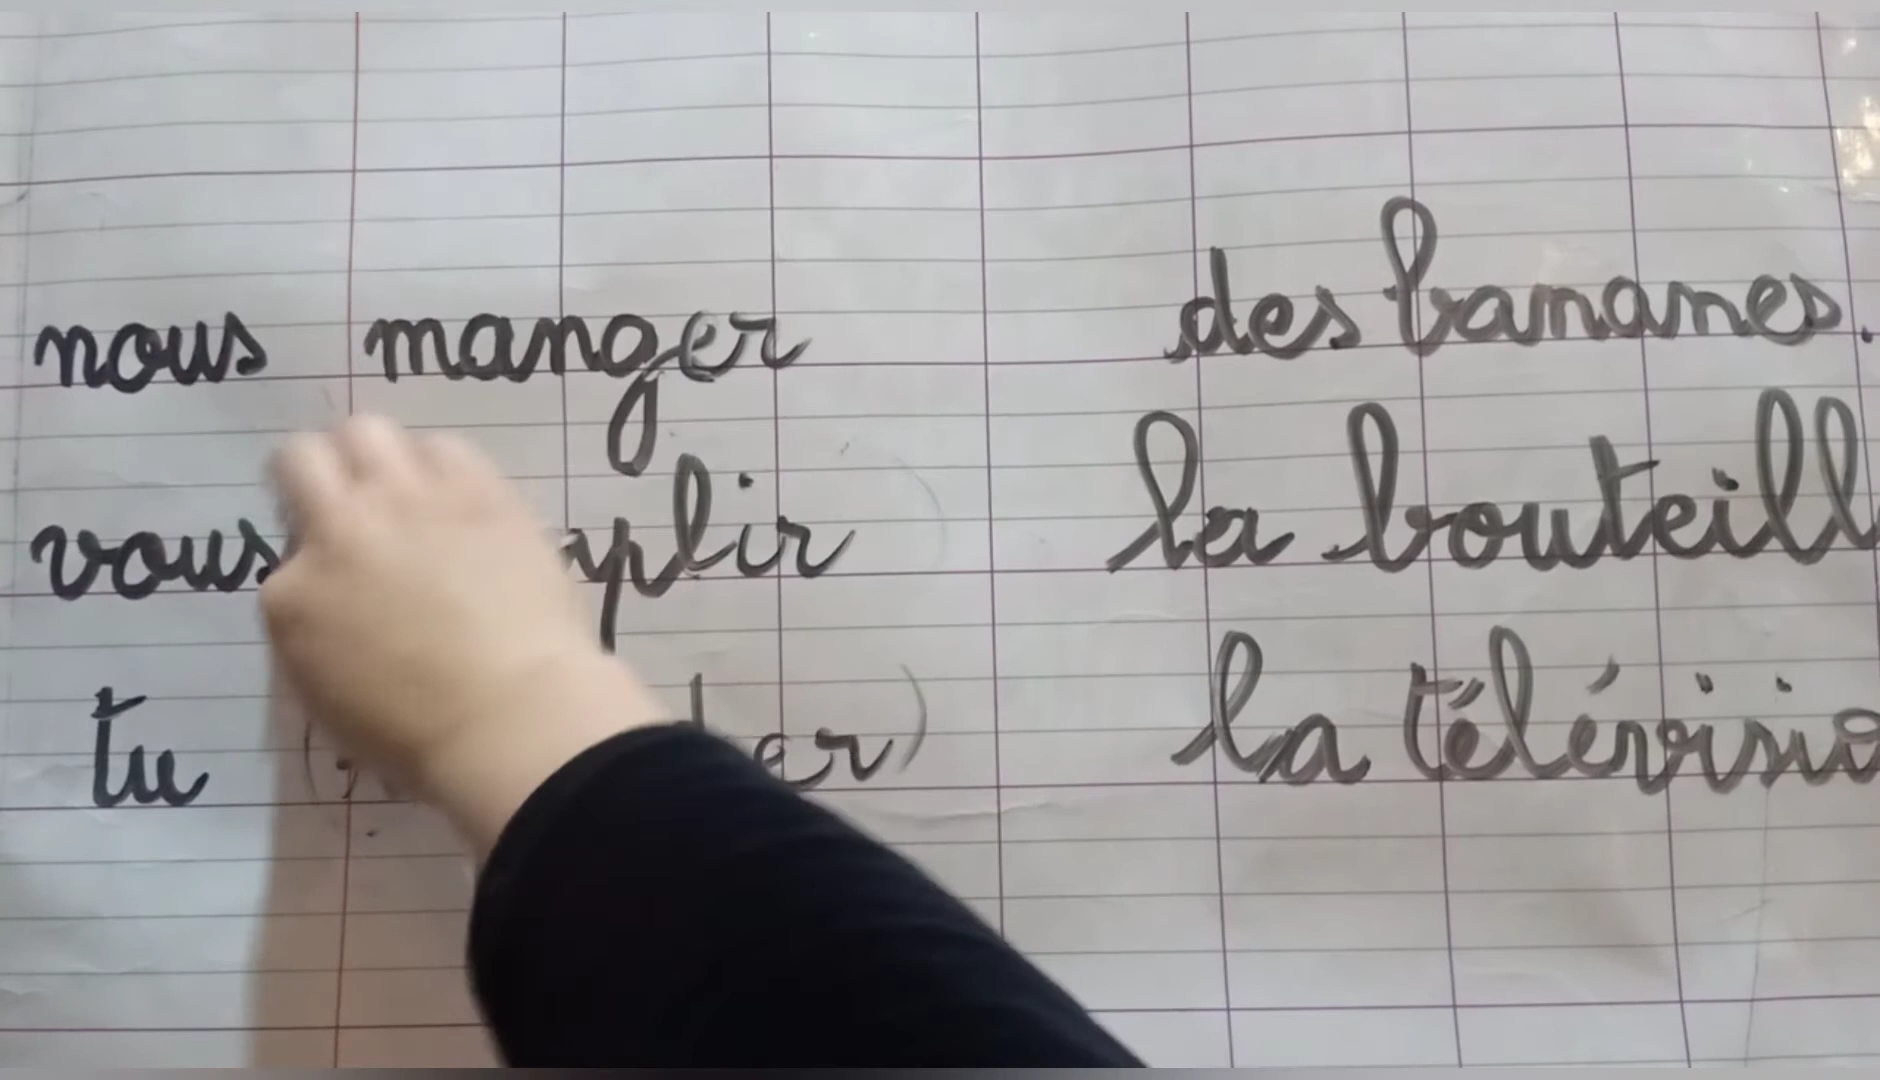 nous manger des bananes.
vous la bouteill
tu la télévisio